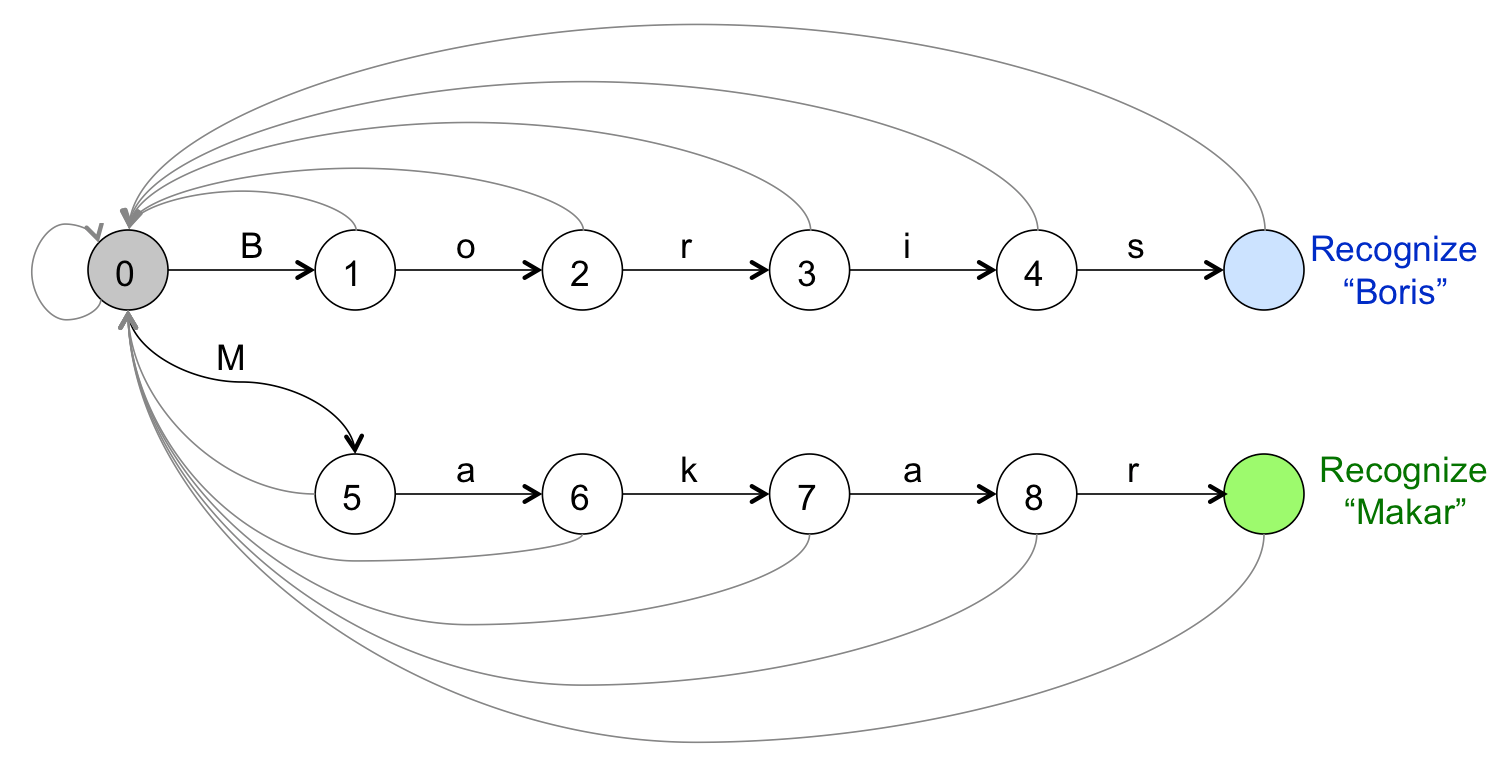 B
o
r
i
s
0
1
2
3
4
Recognize
“Boris”
M
a
k
a
r
5
6
7
8
Recognize
“Makar”